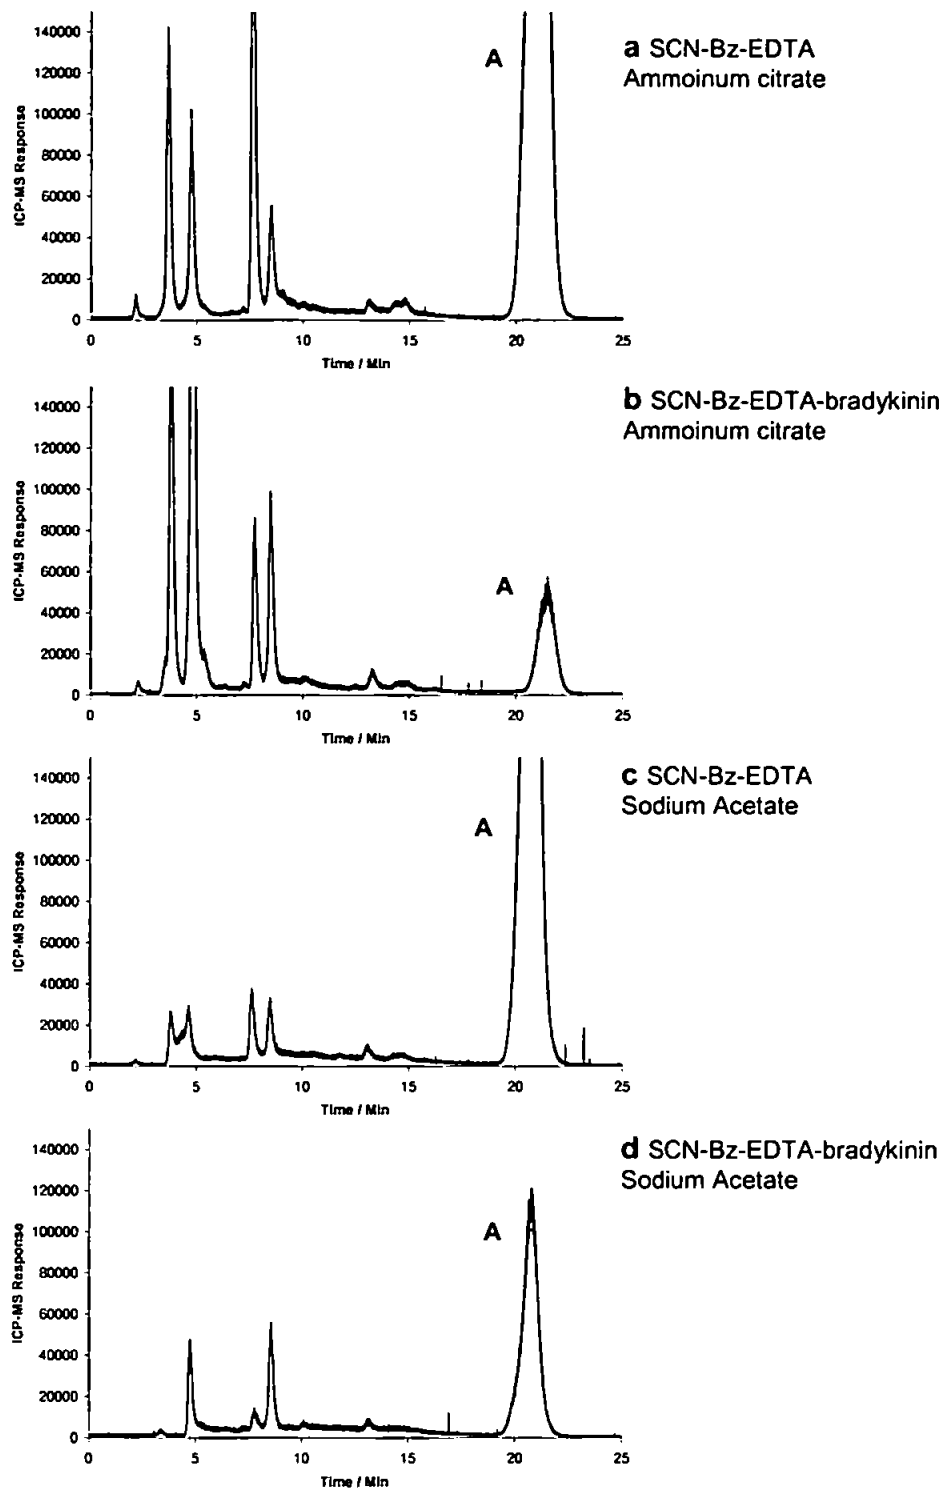 140000
120000
100000
80000
60000
40000
20000
0
ICP-MS Response
A
a SCN-Bz-EDTA
Ammoinum citrate
0 5 10 15 20 25
Time / Min
140000
120000
100000
80000
60000
40000
20000
0
ICP-MS Response
A
b SCN-Bz-EDTA-bradykinin
Ammoinum citrate
0 5 10 15 20 25
Time / Min
140000
120000
100000
80000
60000
40000
20000
0
ICP-MS Response
A
c SCN-Bz-EDTA
Sodium Acetate
0 5 10 15 20 25
Time / Min
140000
120000
100000
80000
60000
40000
20000
0
ICP-MS Response
A
d SCN-Bz-EDTA-bradykinin
Sodium Acetate
0 5 10 15 20 25
Time / Min